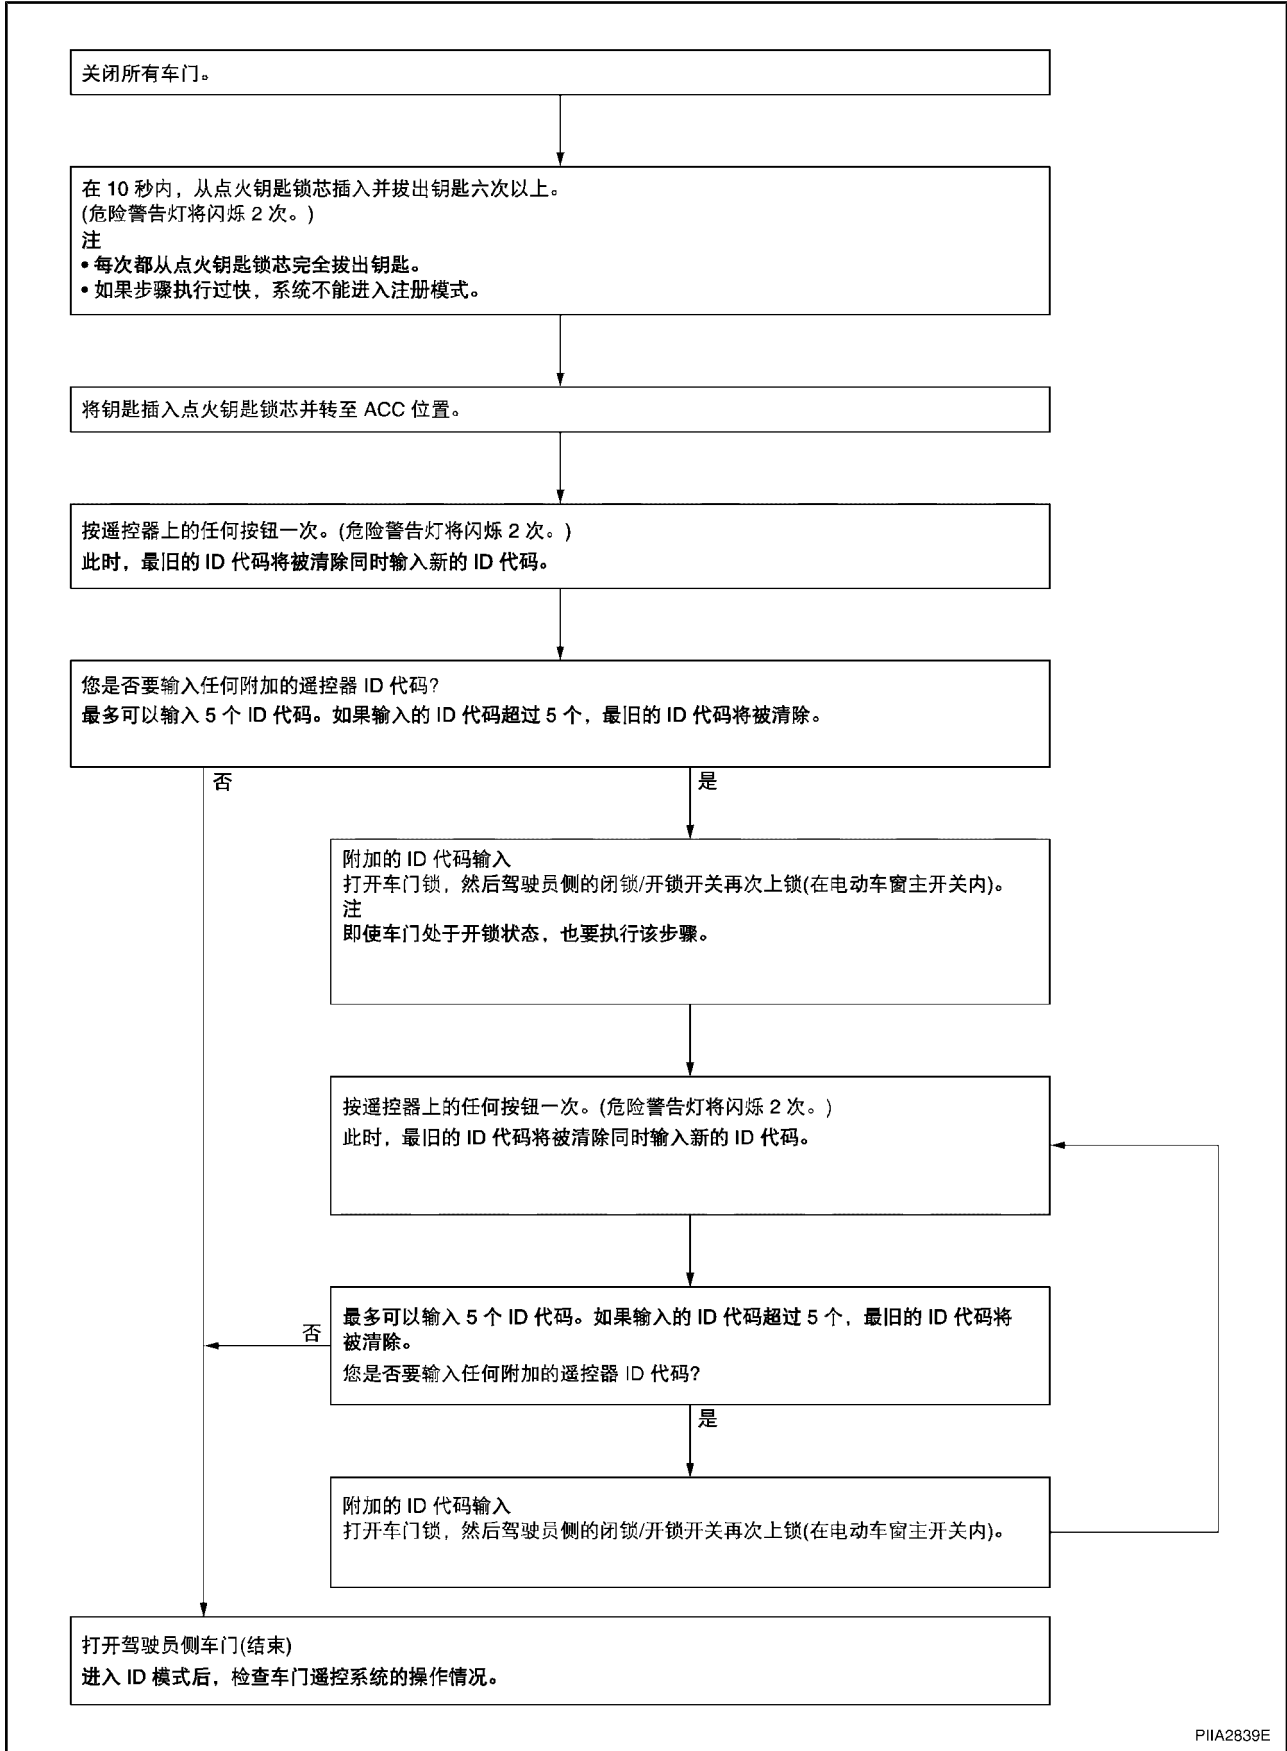 关闭所有车门。
在 10 秒内，从点火钥匙锁芯插入并拔出钥匙六次以上。
(危险警告灯将闪烁 2 次。)
注
• 每次都从点火钥匙锁芯完全拔出钥匙。
• 如果步骤执行过快，系统不能进入注册模式。
将钥匙插入点火钥匙锁芯并转至 ACC 位置。
按遥控器上的任何按钮一次。(危险警告灯将闪烁 2 次。)
此时，最旧的 ID 代码将被清除同时输入新的 ID 代码。
您是否要输入任何附加的遥控器 ID 代码?
最多可以输入 5 个 ID 代码。如果输入的 ID 代码超过 5 个，最旧的 ID 代码将被清除。
否
是
附加的 ID 代码输入
打开车门锁，然后驾驶员侧的闭锁/开锁开关再次上锁(在电动车窗主开关内)。
注
即使车门处于开锁状态，也要执行该步骤。
按遥控器上的任何按钮一次。(危险警告灯将闪烁 2 次。)
此时，最旧的 ID 代码将被清除同时输入新的 ID 代码。
最多可以输入 5 个 ID 代码。如果输入的 ID 代码超过 5 个，最旧的 ID 代码将
被清除。
您是否要输入任何附加的遥控器 ID 代码?
否
是
附加的 ID 代码输入
打开车门锁，然后驾驶员侧的闭锁/开锁开关再次上锁(在电动车窗主开关内)。
打开驾驶员侧车门(结束)
进入 ID 模式后，检查车门遥控系统的操作情况。
PIIA2839E